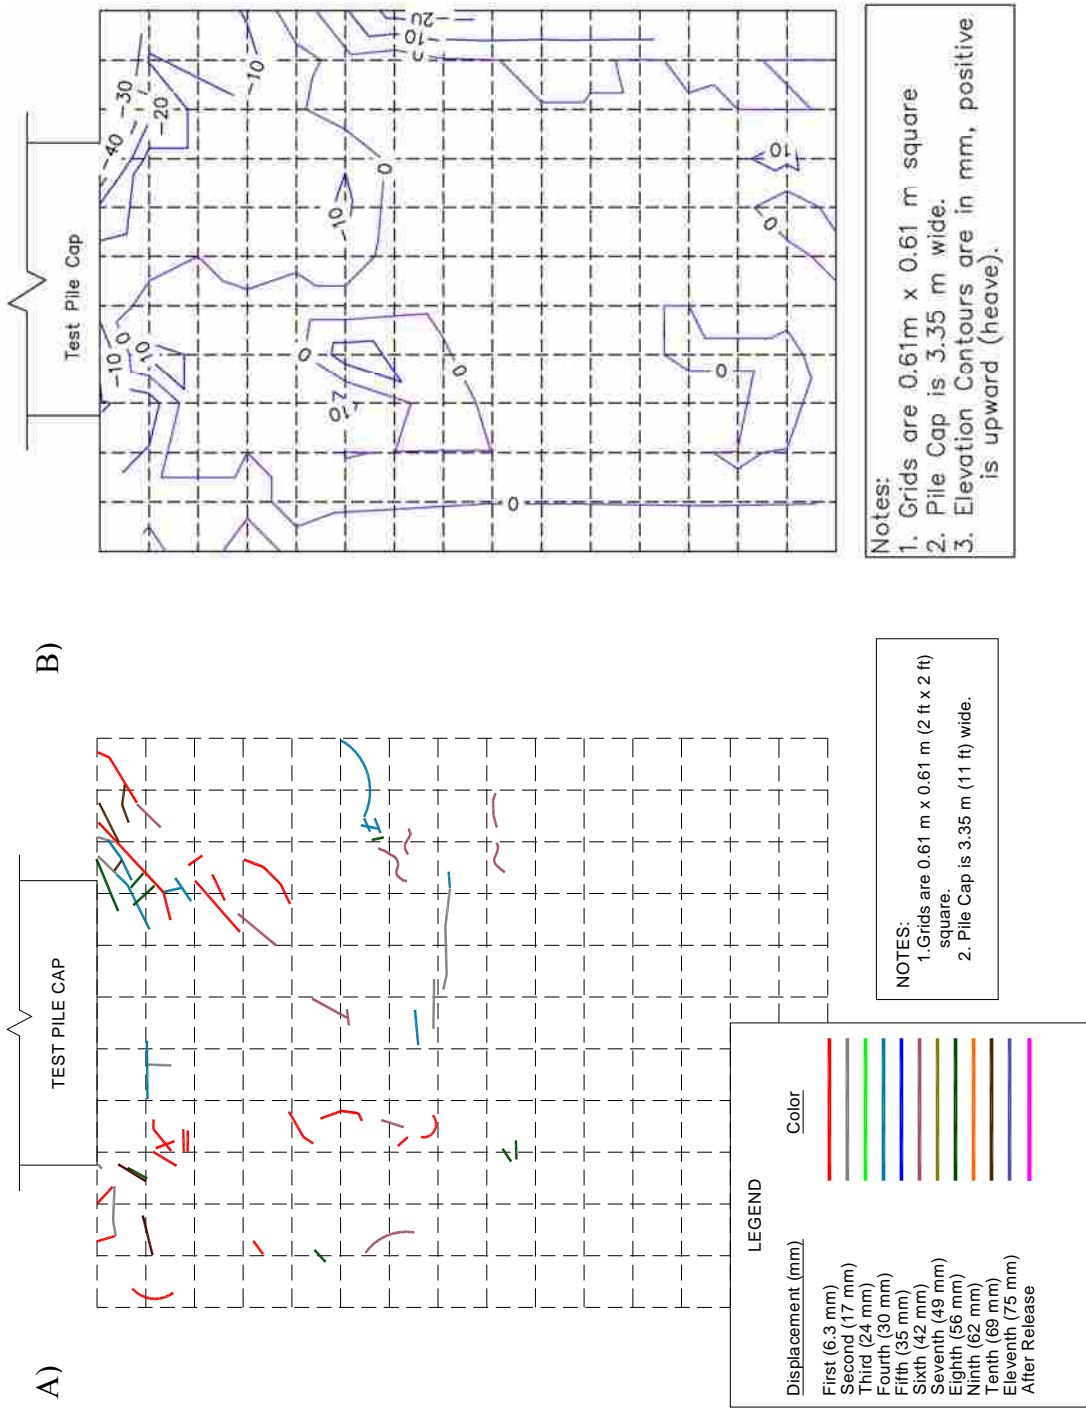 A)
TEST PILE CAP
LEGEND
Displacement (mm)
Color
First (6.3 mm)
Second (17 mm)
Third (24 mm)
Fourth (30 mm)
Fifth (35 mm)
Sixth (42 mm)
Seventh (49 mm)
Eighth (56 mm)
Ninth (62 mm)
Tenth (69 mm)
Eleventh (75 mm)
After Release
NOTES:
1.Grids are 0.61 m x 0.61 m (2 ft x 2 ft)
square.
2. Pile Cap is 3.35 m (11 ft) wide.
B)
Test Pile Cap
-40
-30
-20
-10
-10
0
10
-20
-10
0
0
-10
0
10
0
0
10
0
0
Notes:
1. Grids are 0.61m x 0.61 m square
2. Pile Cap is 3.35 m wide.
3. Elevation Contours are in mm, positive
is upward (heave).